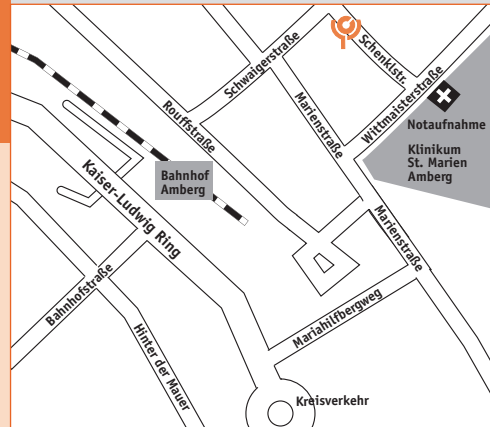 Schwaigerstraße
Schenklstr.
Rouffstraße
Marienstraße
Wittmaisterstraße
Notaufnahme
Klinikum
St. Marien
Amberg
Bahnhof
Amberg
Kaiser-Ludwig Ring
Marienstraße
Bahnhofstraße
Mariahilfbergweg
Hinter der Mauer
Kreisverkehr